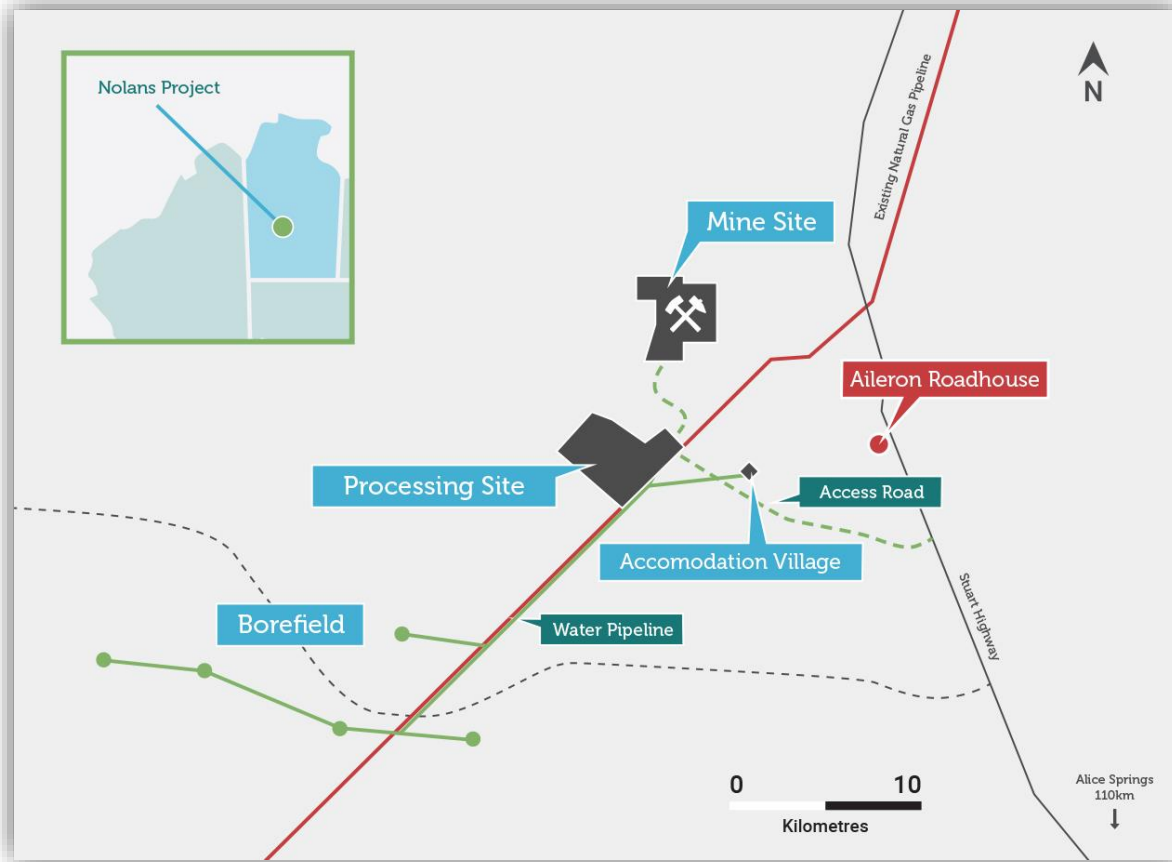 Nolans Project
N
Existing Natural Gas Pipeline
Mine Site
Aileron Roadhouse
Processing Site
Access Road
Accomodation Village
Borefield
Water Pipeline
Stuart Highway
0 10
Kilometres
Alice Springs
110km